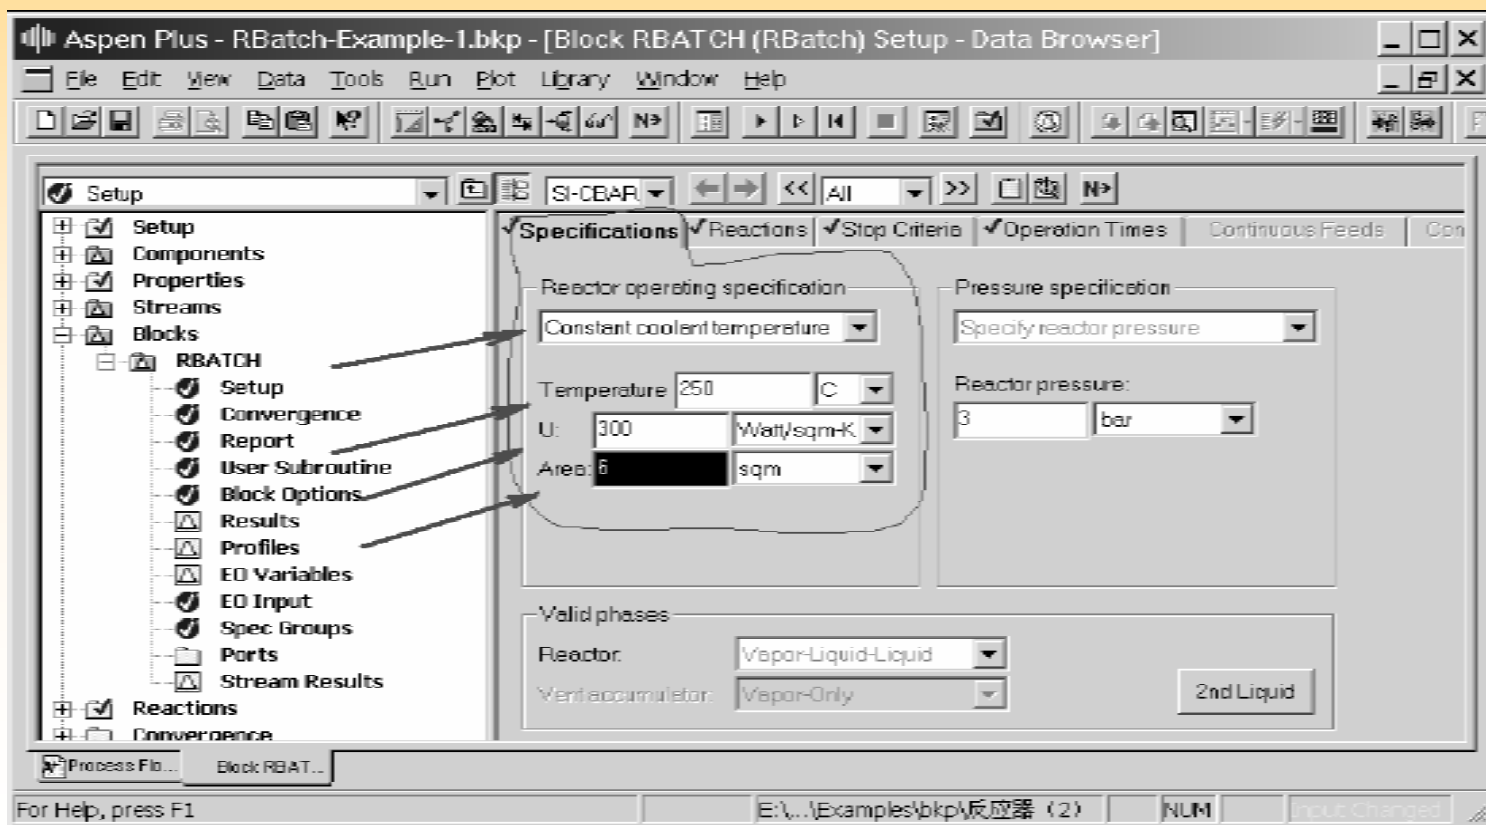 Aspen Plus - RBatch-Example-1.bkp - [Block RBATCH (RBatch) Setup - Data Browser]
File Edit View Data Tools Run Plot Library Window Help
N>
Setup SI-CBAR << All >> N>
Setup
Components
Properties
Streams
Blocks
RBATCH
Setup
Convergence
Report
User Subroutine
Block Options
Results
Profiles
EO Variables
EO Input
Spec Groups
Ports
Stream Results
Reactions
Convergence
Specifications Reactions Stop Criteria Operation Times Continuous Feeds Con
Reactor operating specification
Constant coolant temperature
Temperature 250 C
U: 300 Watt/sqm-K
Area: 6 sqm
Pressure specification
Specify reactor pressure
Reactor pressure:
3 bar
Valid phases
Reactor: Vapor-Liquid-Liquid
Vent accumulator: Vapor-Only
2nd Liquid
Process Flo... Block RBAT...
For Help, press F1 E:\...\Examples\bkp\反应器（2） NUM Input Changed